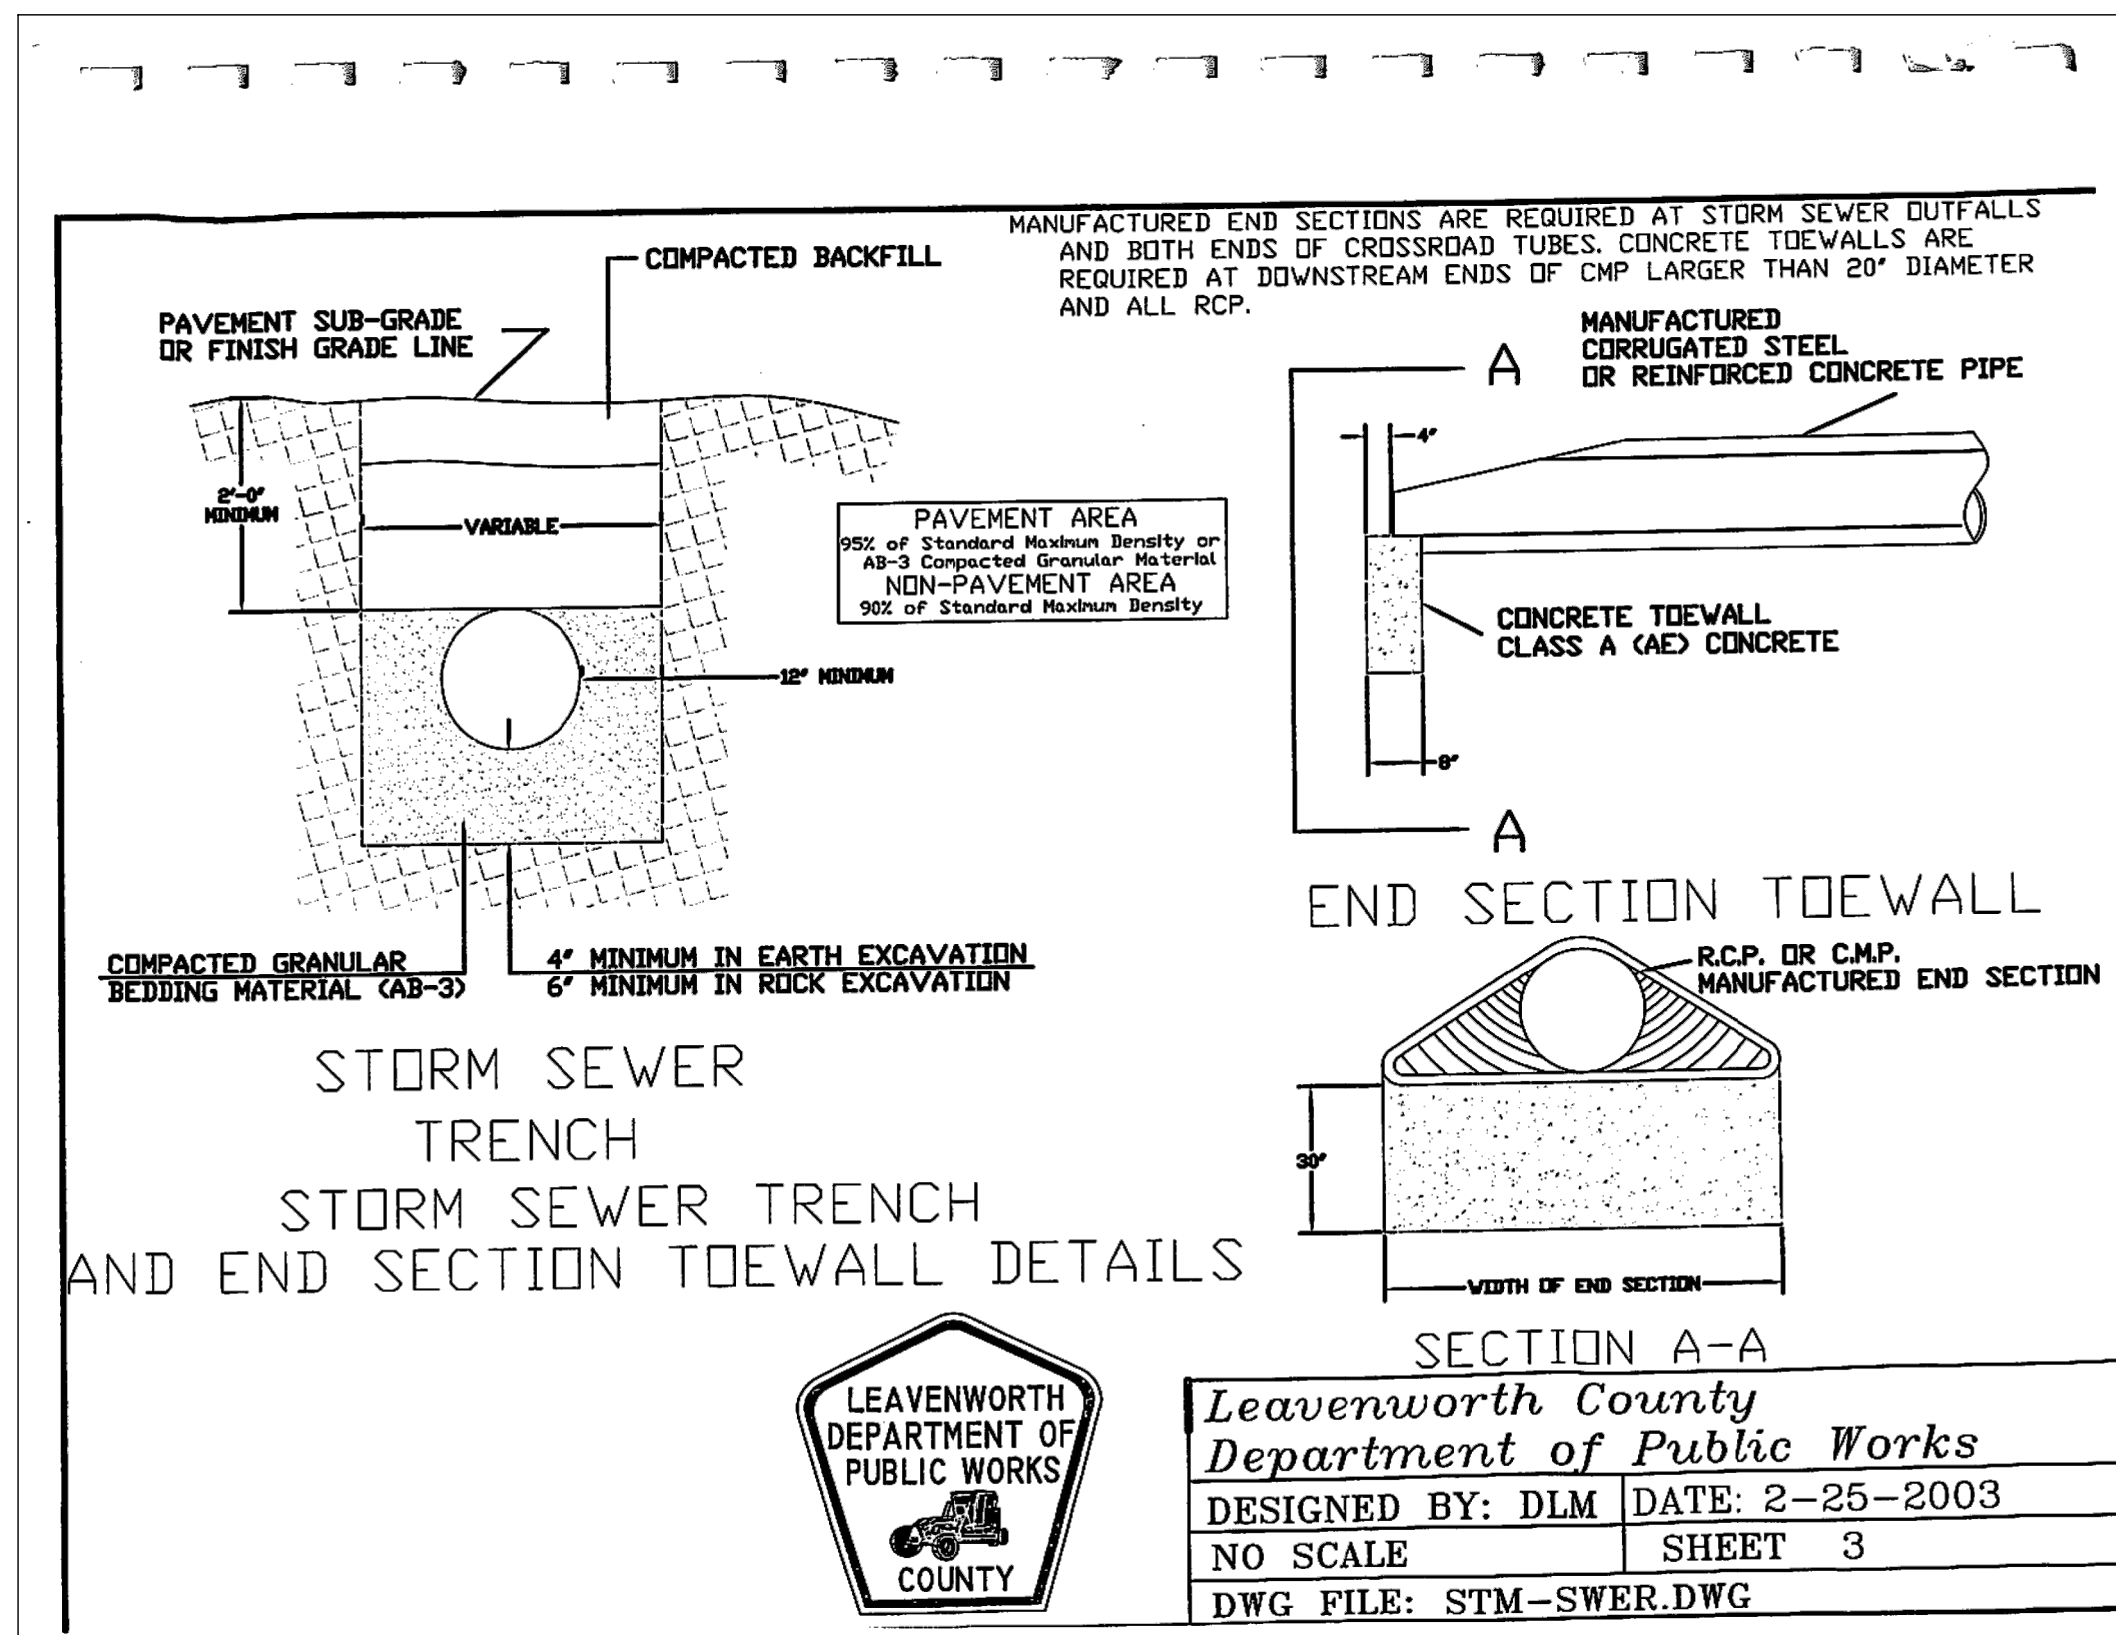 MANUFACTURED END SECTIONS ARE REQUIRED AT STORM SEWER OUTFALLS
AND BOTH ENDS OF CROSSROAD TUBES. CONCRETE TOEWALLS ARE
REQUIRED AT DOWNSTREAM ENDS OF CMP LARGER THAN 20" DIAMETER
AND ALL RCP.
COMPACTED BACKFILL
PAVEMENT SUB-GRADE
OR FINISH GRADE LINE
2'-0"
MINIMUM
VARIABLE
PAVEMENT AREA
95% of Standard Maximum Density or
AB-3 Compacted Granular Material
NON-PAVEMENT AREA
90% of Standard Maximum Density
12" MINIMUM
COMPACTED GRANULAR
BEDDING MATERIAL (AB-3)
4" MINIMUM IN EARTH EXCAVATION
6" MINIMUM IN ROCK EXCAVATION
STORM SEWER
TRENCH
STORM SEWER TRENCH
AND END SECTION TOEWALL DETAILS
MANUFACTURED
CORRUGATED STEEL
OR REINFORCED CONCRETE PIPE
A
4"
CONCRETE TOEWALL
CLASS A (AE) CONCRETE
8"
A
END SECTION TOEWALL
R.C.P. OR C.M.P.
MANUFACTURED END SECTION
30"
WIDTH OF END SECTION
SECTION A-A
LEAVENWORTH
DEPARTMENT OF
PUBLIC WORKS
COUNTY
Leavenworth County
Department of Public Works
DESIGNED BY: DLM
DATE: 2-25-2003
NO SCALE
SHEET 3
DWG FILE: STM-SWER.DWG